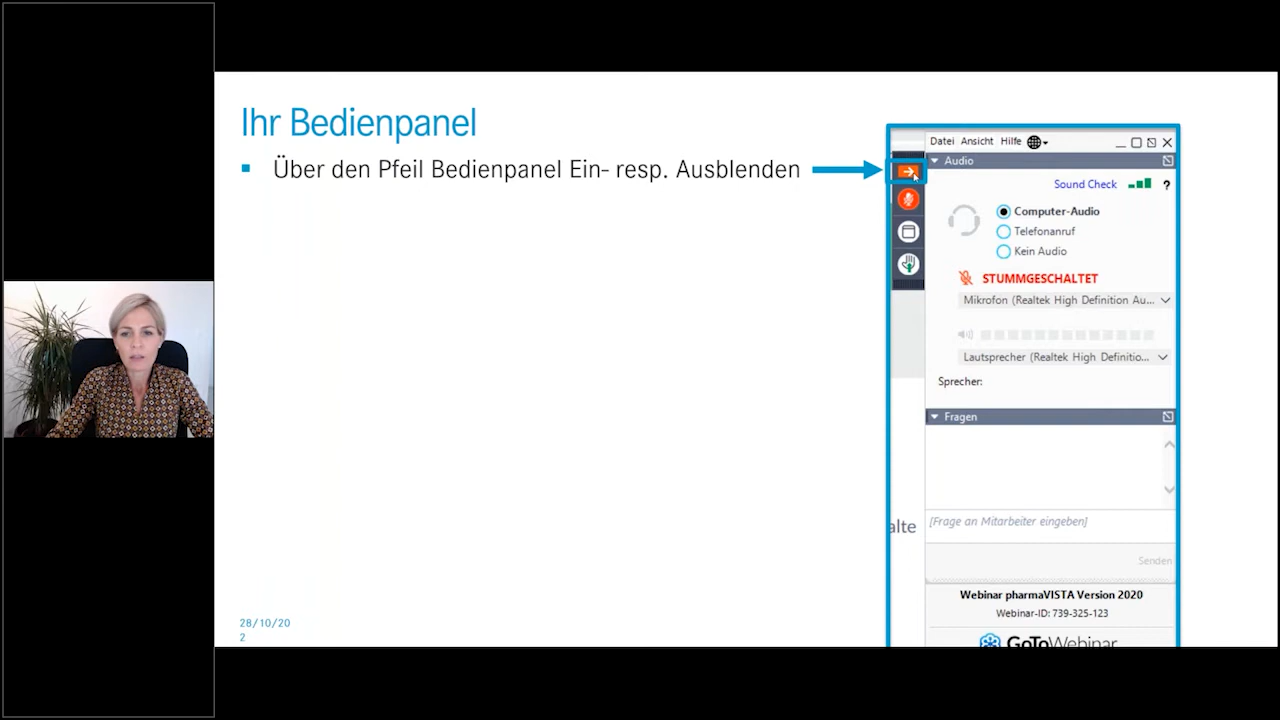 Ihr Bedienpanel
▪ Über den Pfeil Bedienpanel Ein- resp. Ausblenden
Datei Ansicht Hilfe
Audio
Sound Check ?
Computer-Audio
Telefonanruf
Kein Audio
STUMMGESCHALTET
Mikrofon (Realtek High Definition Au...
Lautsprecher (Realtek High Definitio...
Sprecher:
Fragen
alte
[Frage an Mitarbeiter eingeben]
Senden
Webinar pharmaVISTA Version 2020
Webinar-ID: 739-325-123
GoToWebinar
28/10/20
2